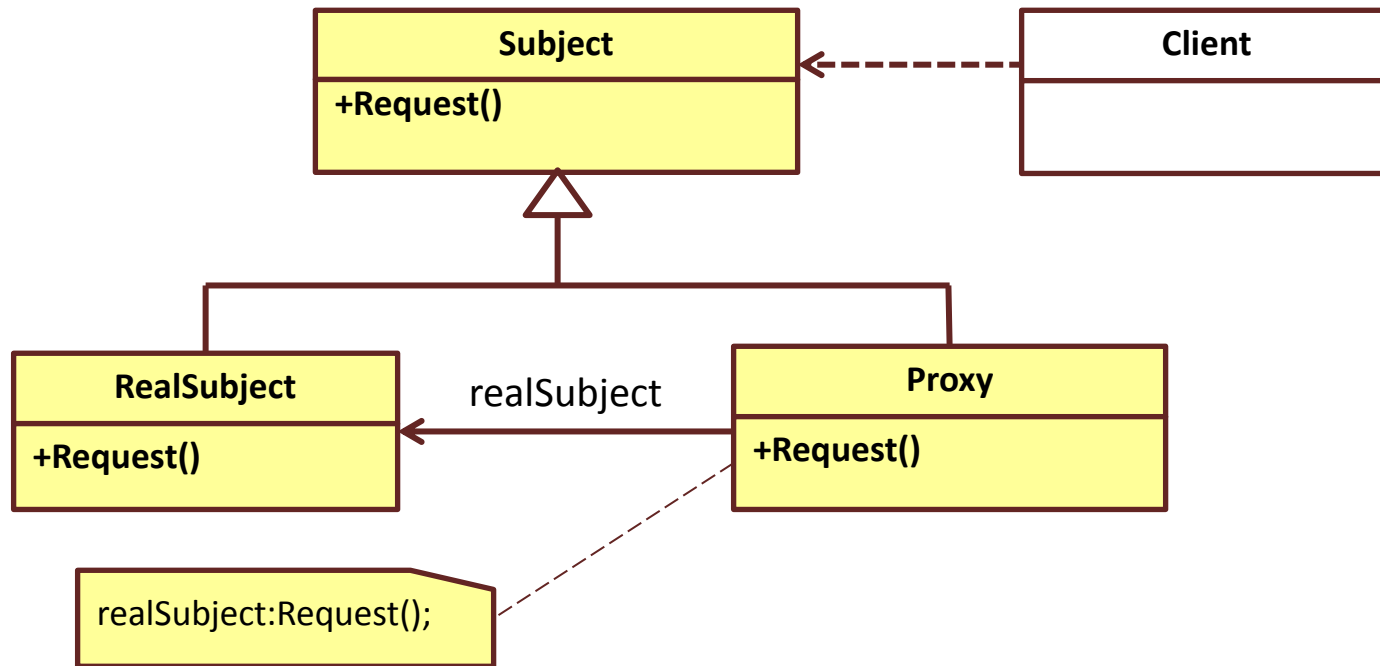 Subject
+Request()
Client
RealSubject
+Request()
realSubject
Proxy
+Request()
realSubject:Request();